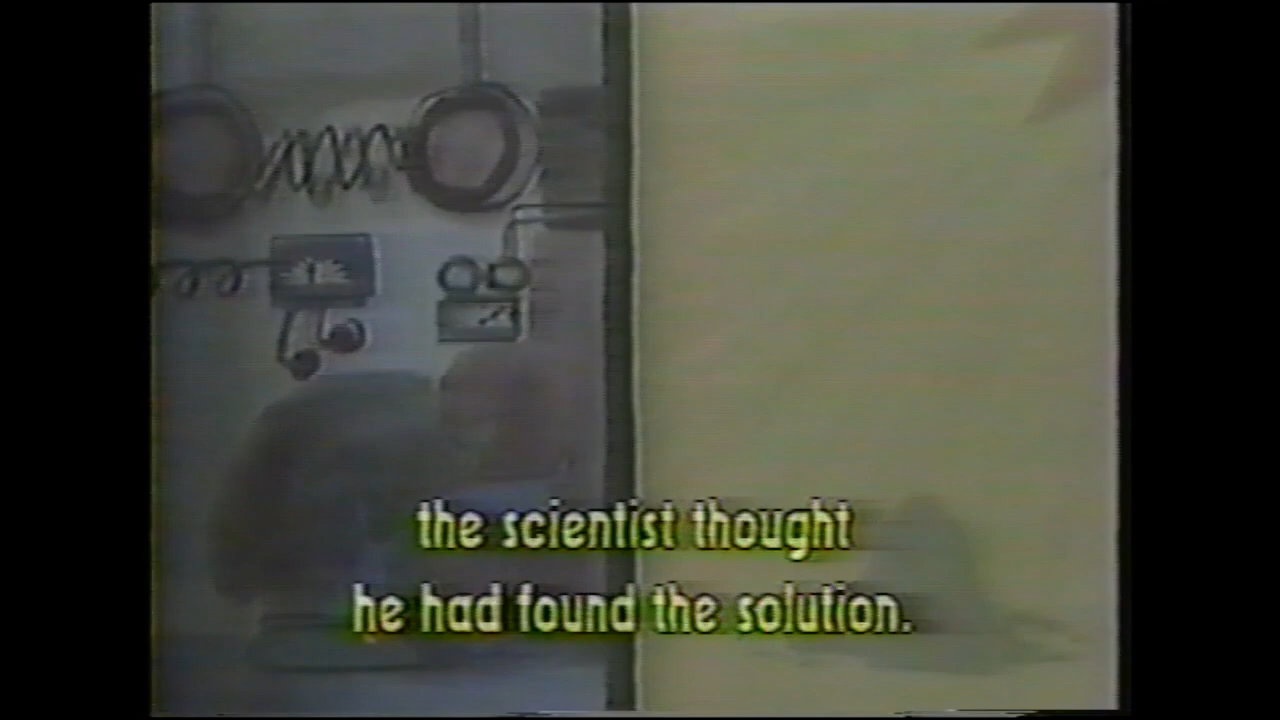 the scientist thought
he had found the solution.